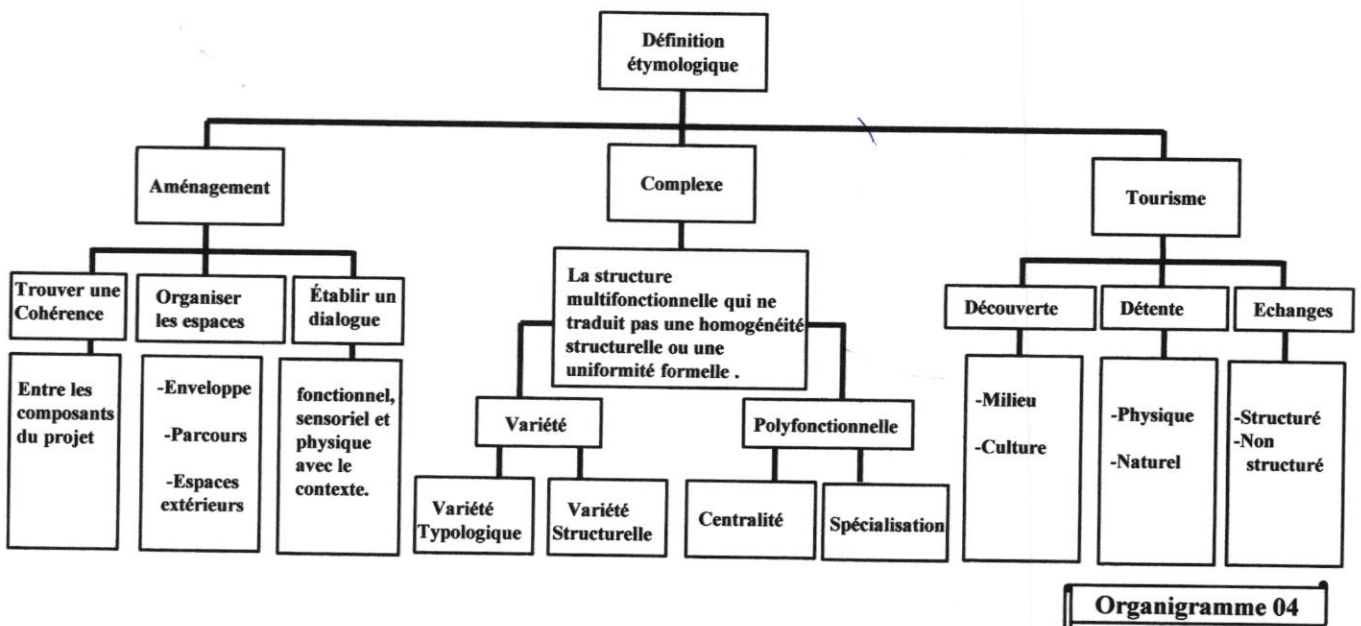 Définition
étymologique
Aménagement
Complexe
Tourisme
Trouver une
Cohérence
Organiser
les espaces
Établir un
dialogue
La structure
multifonctionnelle qui ne
traduit pas une homogénéité
structurelle ou une
uniformité formelle .
Découverte
Détente
Echanges
Entre les
composants
du projet
-Enveloppe
-Parcours
-Espaces
extérieurs
fonctionnel,
sensoriel et
physique
avec le
contexte.
Variété
Polyfonctionnelle
Variété
Typologique
Variété
Structurelle
Centralité
Spécialisation
-Milieu
-Culture
-Physique
-Naturel
-Structuré
-Non
structuré
Organigramme 04